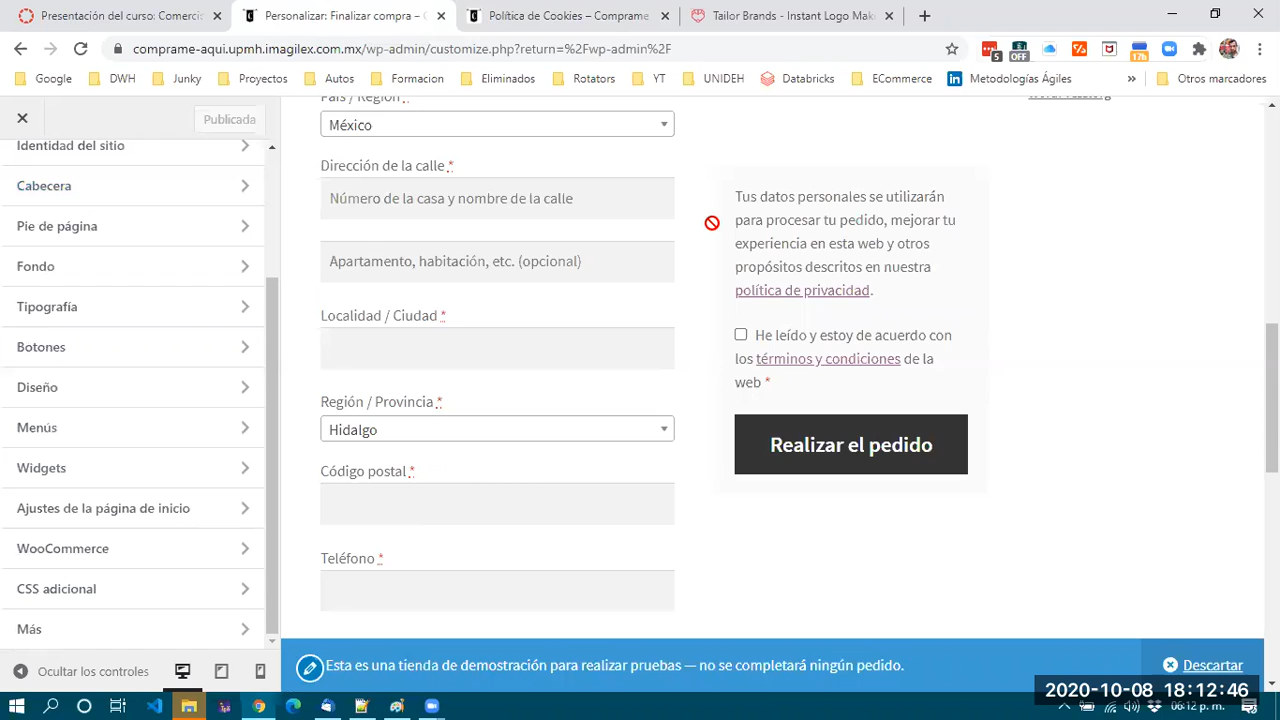 Presentación del curso: Comerci
Personalizar: Finalizar compra – C
Política de Cookies – Comprame
Tailor Brands - Instant Logo Mak
comprame-aqui.upmh.imagilex.com.mx/wp-admin/customize.php?return=%2Fwp-admin%2F
5
OFF
17h
Google
DWH
Junky
Proyectos
Autos
Formacion
Eliminados
Rotators
YT
UNIDEH
Databricks
ECommerce
Metodologías Ágiles
»
Otros marcadores
Publicada
Identidad del sitio
Cabecera
Pie de página
Fondo
Tipografía
Botones
Diseño
Menús
Widgets
Ajustes de la página de inicio
WooCommerce
CSS adicional
Más
Ocultar los controles
País / Región *
México
Dirección de la calle *
Número de la casa y nombre de la calle
Apartamento, habitación, etc. (opcional)
Localidad / Ciudad *
Región / Provincia *
Hidalgo
Código postal *
Teléfono *
Tus datos personales se utilizarán
para procesar tu pedido, mejorar tu
experiencia en esta web y otros
propósitos descritos en nuestra
política de privacidad.
He leído y estoy de acuerdo con
los términos y condiciones de la
web *
Realizar el pedido
Esta es una tienda de demostración para realizar pruebas — no se completará ningún pedido.
Descartar
2020-10-08 18:12:46
06:12 p. m.